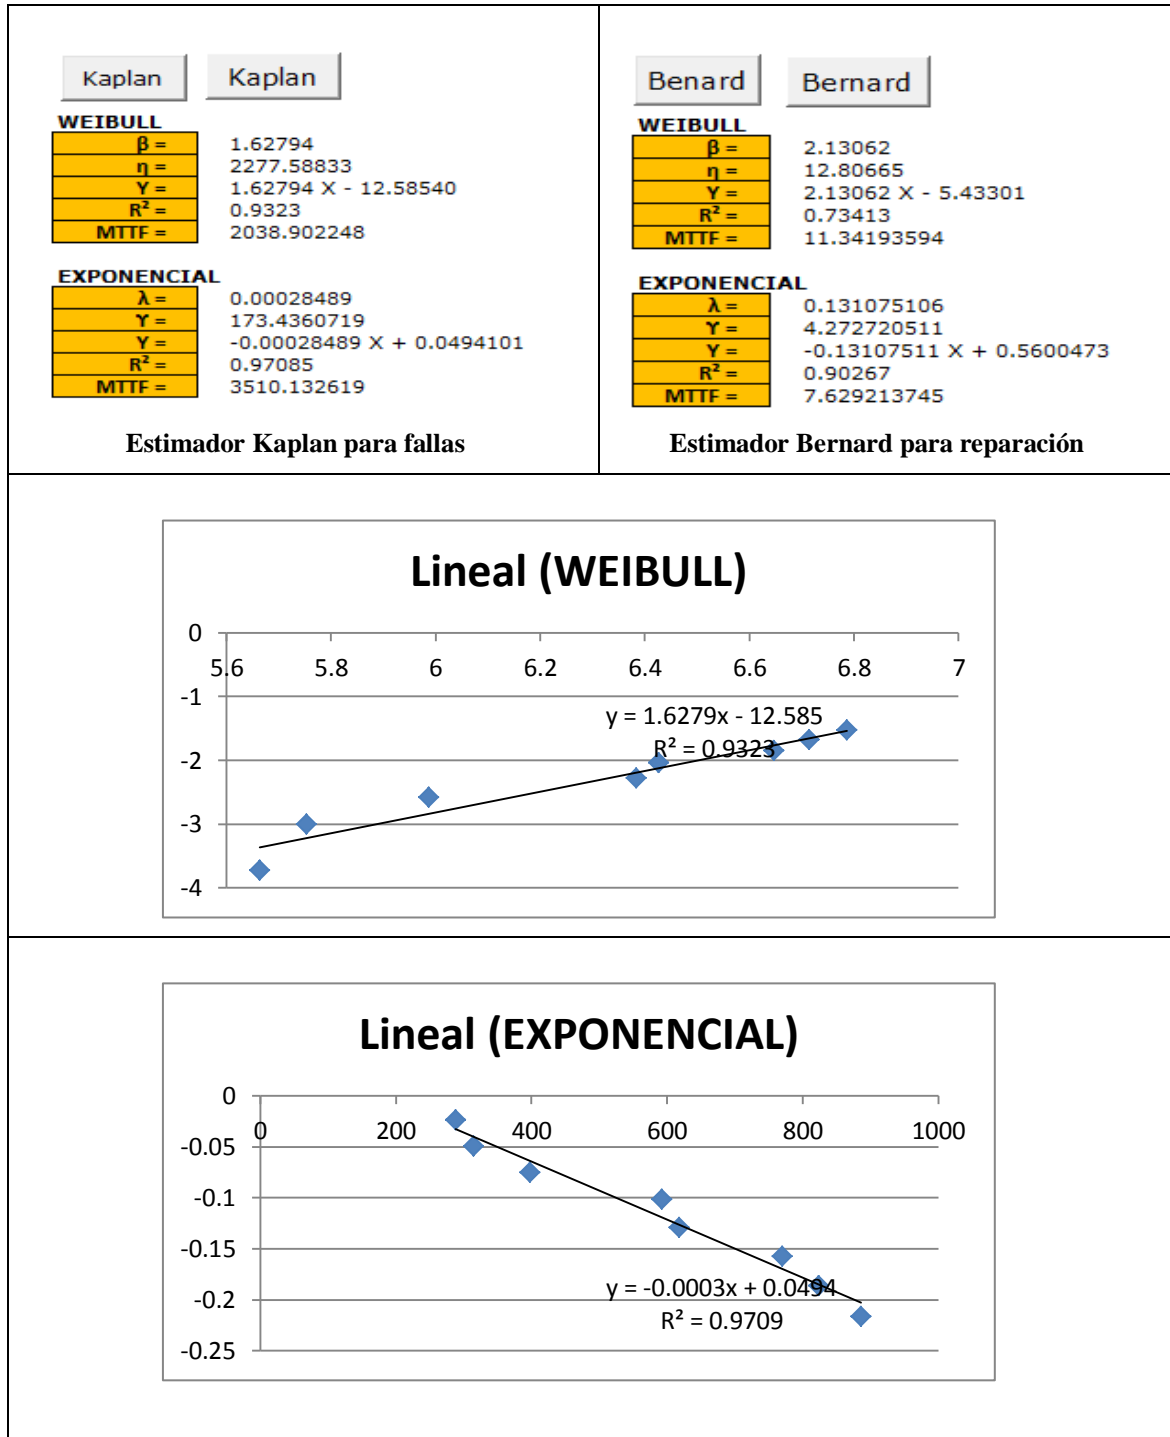 Kaplan Kaplan
WEIBULL
β = 1.62794
η = 2277.58833
Y = 1.62794 X - 12.58540
R² = 0.9323
MTTF = 2038.902248
EXPONENCIAL
λ = 0.00028489
ϒ = 173.4360719
Y = -0.00028489 X + 0.0494101
R² = 0.97085
MTTF = 3510.132619
Estimador Kaplan para fallas
Benard Bernard
WEIBULL
β = 2.13062
η = 12.80665
Y = 2.13062 X - 5.43301
R² = 0.73413
MTTF = 11.34193594
EXPONENCIAL
λ = 0.131075106
ϒ = 4.272720511
Y = -0.13107511 X + 0.5600473
R² = 0.90267
MTTF = 7.629213745
Estimador Bernard para reparación
Lineal (WEIBULL)
0
5.6 5.8 6 6.2 6.4 6.6 6.8 7
-1
y = 1.6279x - 12.585
R² = 0.9323
-2
-3
-4
Lineal (EXPONENCIAL)
0
0 200 400 600 800 1000
-0.05
-0.1
-0.15
y = -0.0003x + 0.0494
-0.2
R² = 0.9709
-0.25